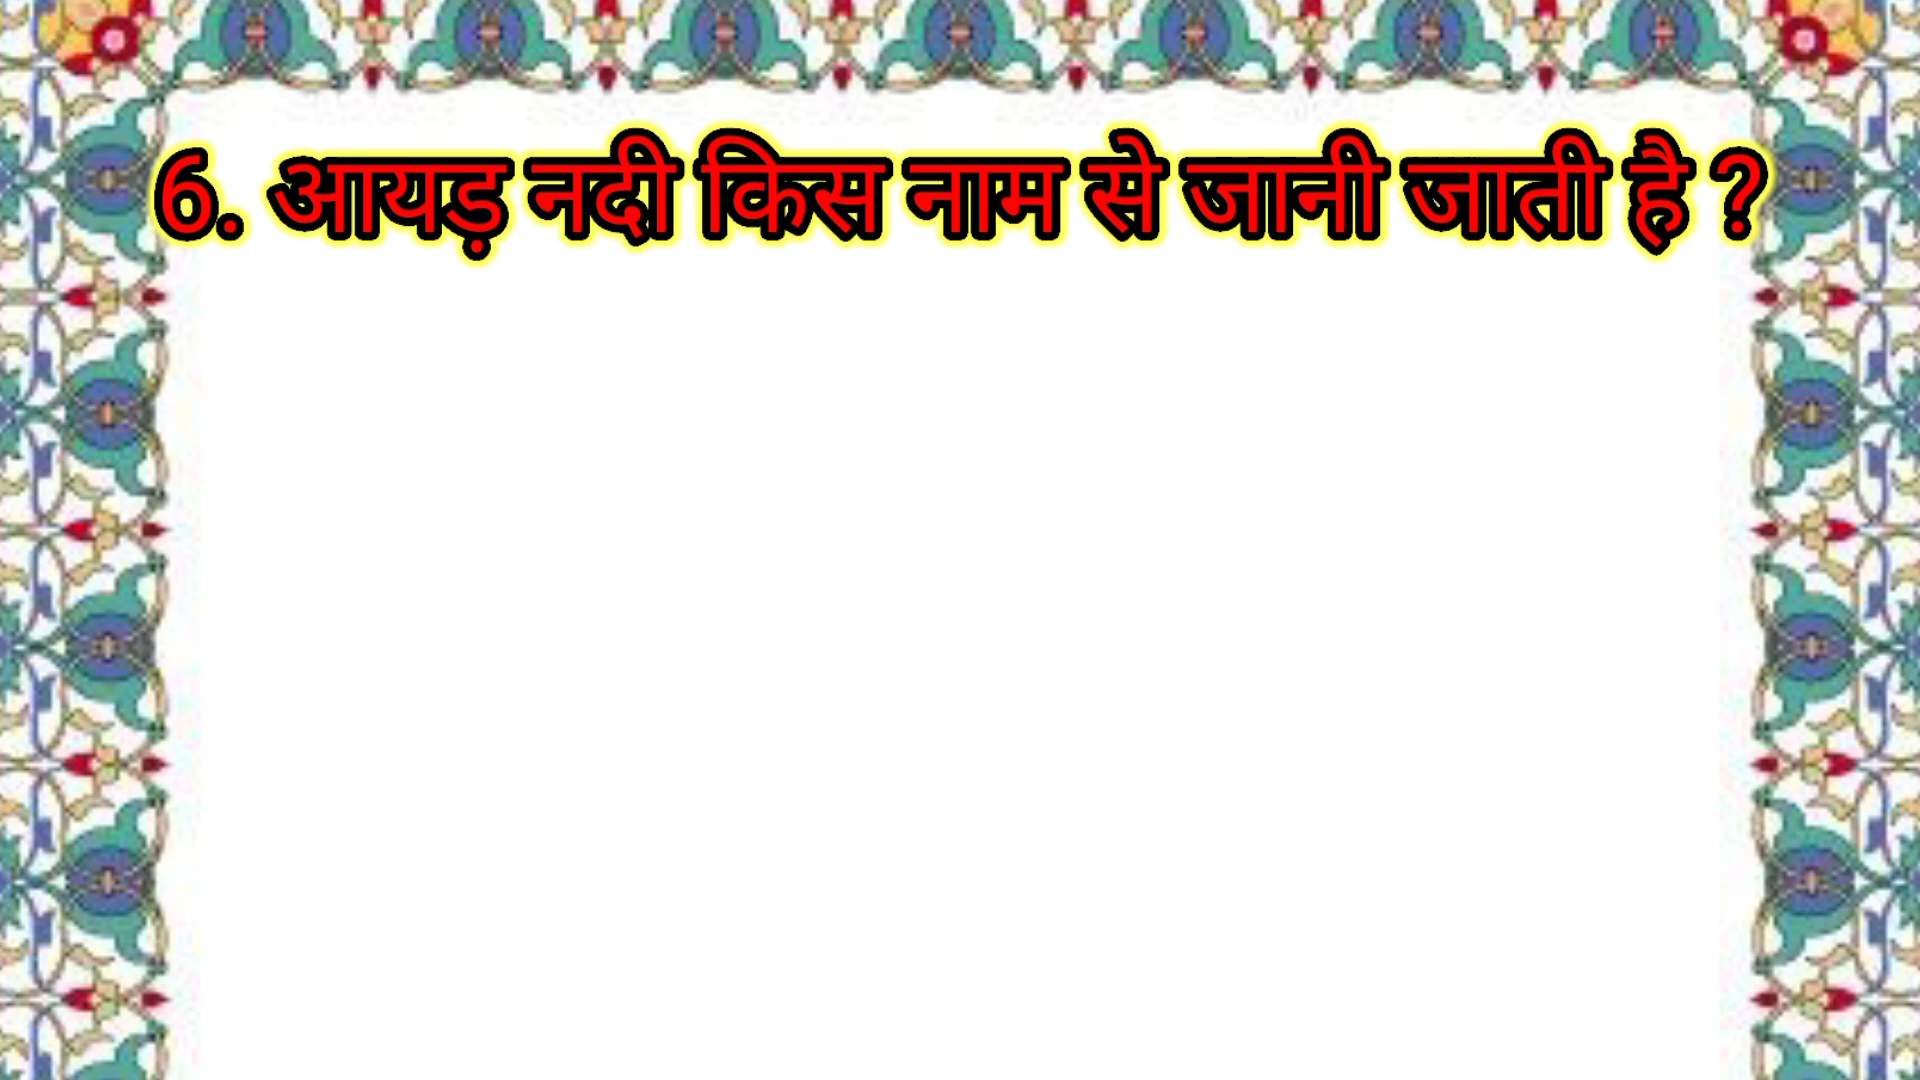 6. आयड़ नदी किस नाम से जानी जाती है ?